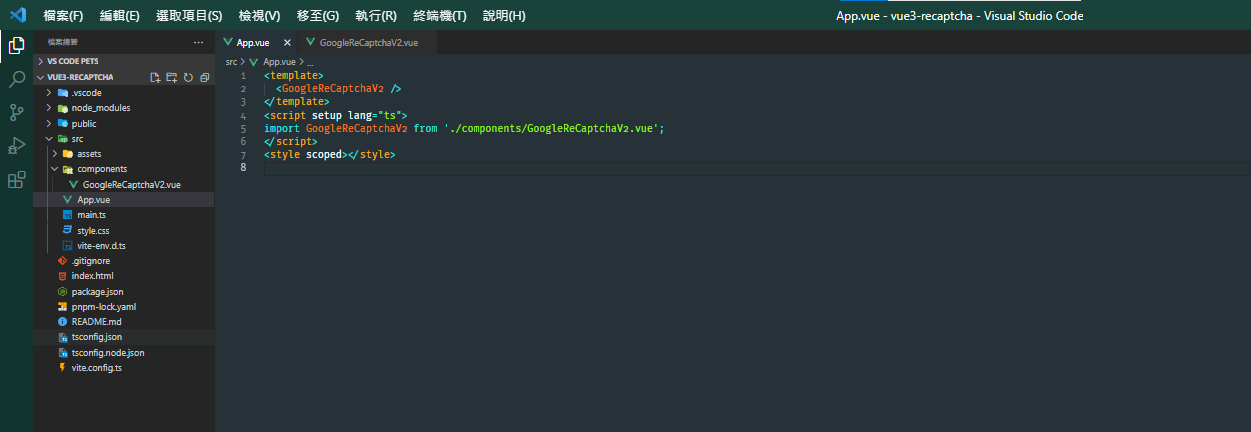 檔案(F) 編輯(E) 選取項目(S) 檢視(V) 移至(G) 執行(R) 終端機(T) 說明(H) App.vue - vue3-recaptcha - Visual Studio Code
檔案總管 ...
VS CODE PETS
VUE3-RECAPTCHA
.vscode
node_modules
public
src
assets
components
GoogleReCaptchaV2.vue
App.vue
main.ts
style.css
vite-env.d.ts
.gitignore
index.html
package.json
pnpm-lock.yaml
README.md
tsconfig.json
tsconfig.node.json
vite.config.ts
App.vue GoogleReCaptchaV2.vue
src > App.vue > ...
1 <template>
2 <GoogleReCaptchaV2 />
3 </template>
4 <script setup lang="ts">
5 import GoogleReCaptchaV2 from './components/GoogleReCaptchaV2.vue';
6 </script>
7 <style scoped></style>
8